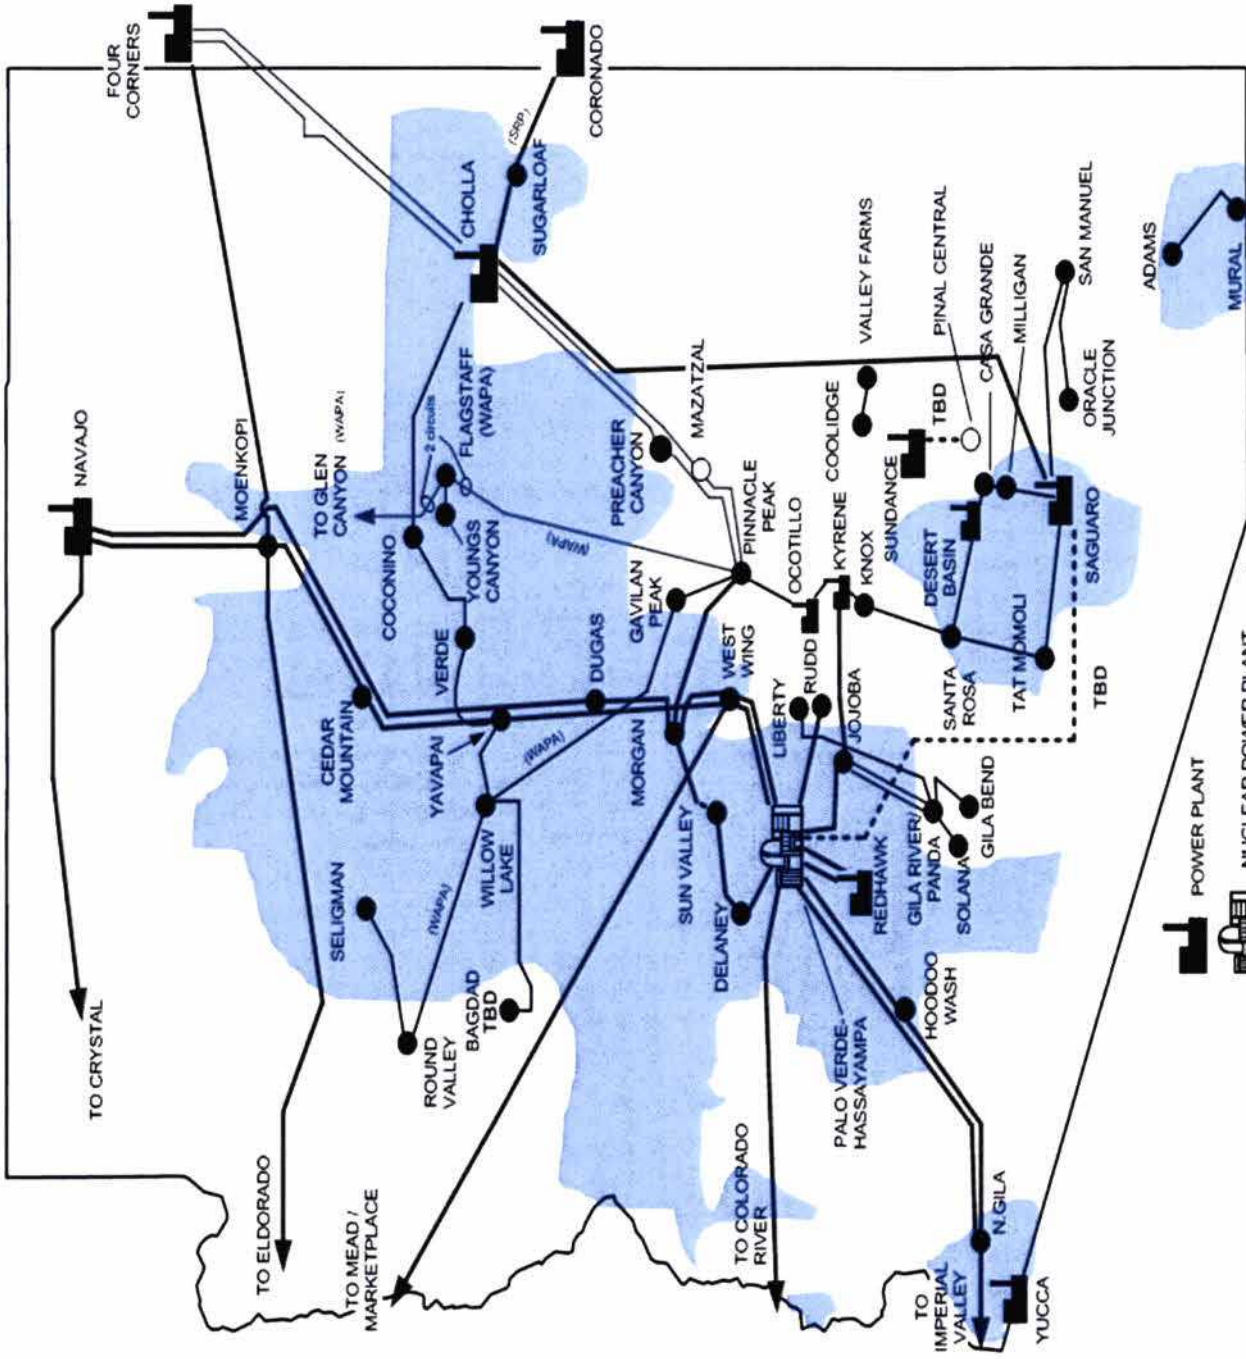 FOUR
CORNERS
NAVAJO
CORONADO
(SRP)
CHOLLA
SUGARLOAF
MOENKOPI
TO GLEN
CANYON (WAPA)
2 circuits
FLAGSTAFF
(WAPA)
COCONINO
YOUNGS
CANYON
(WAPA)
PREACHER
CANYON
MAZATZAL
VALLEY FARMS
PINAL CENTRAL
CASA GRANDE
MILLIGAN
SAN MANUEL
ADAMS
MURAL
ORACLE
JUNCTION
TBD
COOLIDGE
SUNDANCE
PINNACLE
PEAK
OCOTILLO
KYRENE
KNOX
DESERT
BASIN
SAGUARO
GAVILAN
PEAK
VERDE
DUGAS
WEST
WING
CEDAR
MOUNTAIN
YAVAPAI
(WAPA)
MORGAN
LIBERTY
RUDD
JOJOBA
SANTA
ROSA
TAT MOMOLI
TBD
SELIGMAN
(WAPA)
WILLOW
LAKE
SUN VALLEY
DELANEY
REDHAWK
GILA RIVER/
PANDA
SOLANA
GILA BEND
TO CRYSTAL
ROUND
VALLEY
BAGDAD
TBD
PALO VERDE-
HASSAYAMPA
HOODOO
WASH
TO ELDORADO
TO MEAD /
MARKETPLACE
TO COLORADO
RIVER
TO
IMPERIAL
VALLEY
N.GILA
YUCCA
POWER PLANT
NUCLEAR POWER PLANT